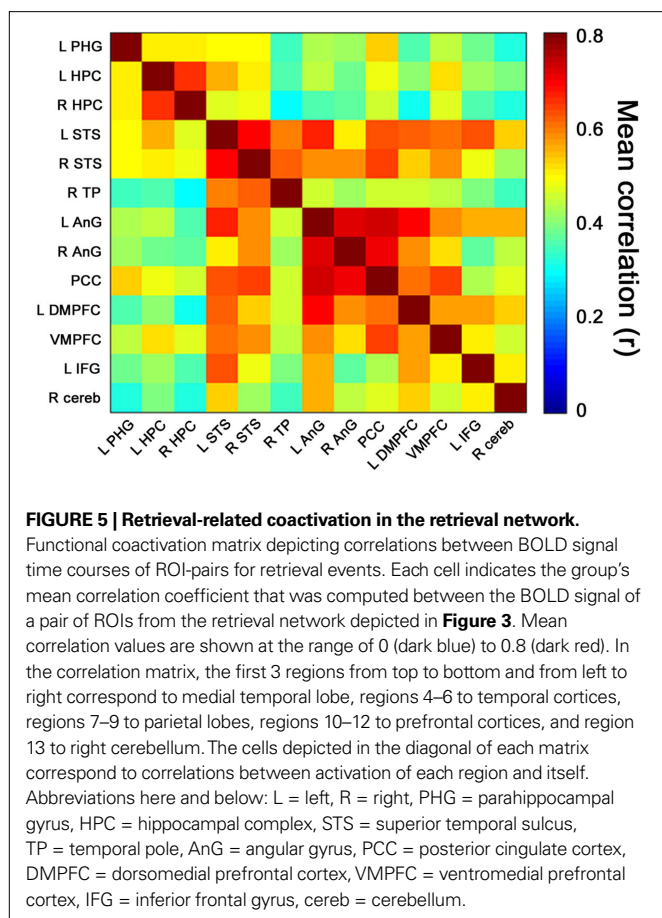 L PHG
L HPC
R HPC
L STS
R STS
R TP
L AnG
R AnG
PCC
L DMPFC
VMPFC
L IFG
R cereb
L PHG
L HPC
R HPC
L STS
R STS
R TP
L AnG
R AnG
PCC
L DMPFC
VMPFC
L IFG
R cereb
0.8
0.6
0.4
0.2
0
Mean correlation (r)
FIGURE 5 | Retrieval-related coactivation in the retrieval network.
Functional coactivation matrix depicting correlations between BOLD signal
time courses of ROI-pairs for retrieval events. Each cell indicates the group's
mean correlation coefficient that was computed between the BOLD signal of
a pair of ROIs from the retrieval network depicted in Figure 3. Mean
correlation values are shown at the range of 0 (dark blue) to 0.8 (dark red). In
the correlation matrix, the first 3 regions from top to bottom and from left to
right correspond to medial temporal lobe, regions 4–6 to temporal cortices,
regions 7–9 to parietal lobes, regions 10–12 to prefrontal cortices, and region
13 to right cerebellum. The cells depicted in the diagonal of each matrix
correspond to correlations between activation of each region and itself.
Abbreviations here and below: L = left, R = right, PHG = parahippocampal
gyrus, HPC = hippocampal complex, STS = superior temporal sulcus,
TP = temporal pole, AnG = angular gyrus, PCC = posterior cingulate cortex,
DMPFC = dorsomedial prefrontal cortex, VMPFC = ventromedial prefrontal
cortex, IFG = inferior frontal gyrus, cereb = cerebellum.